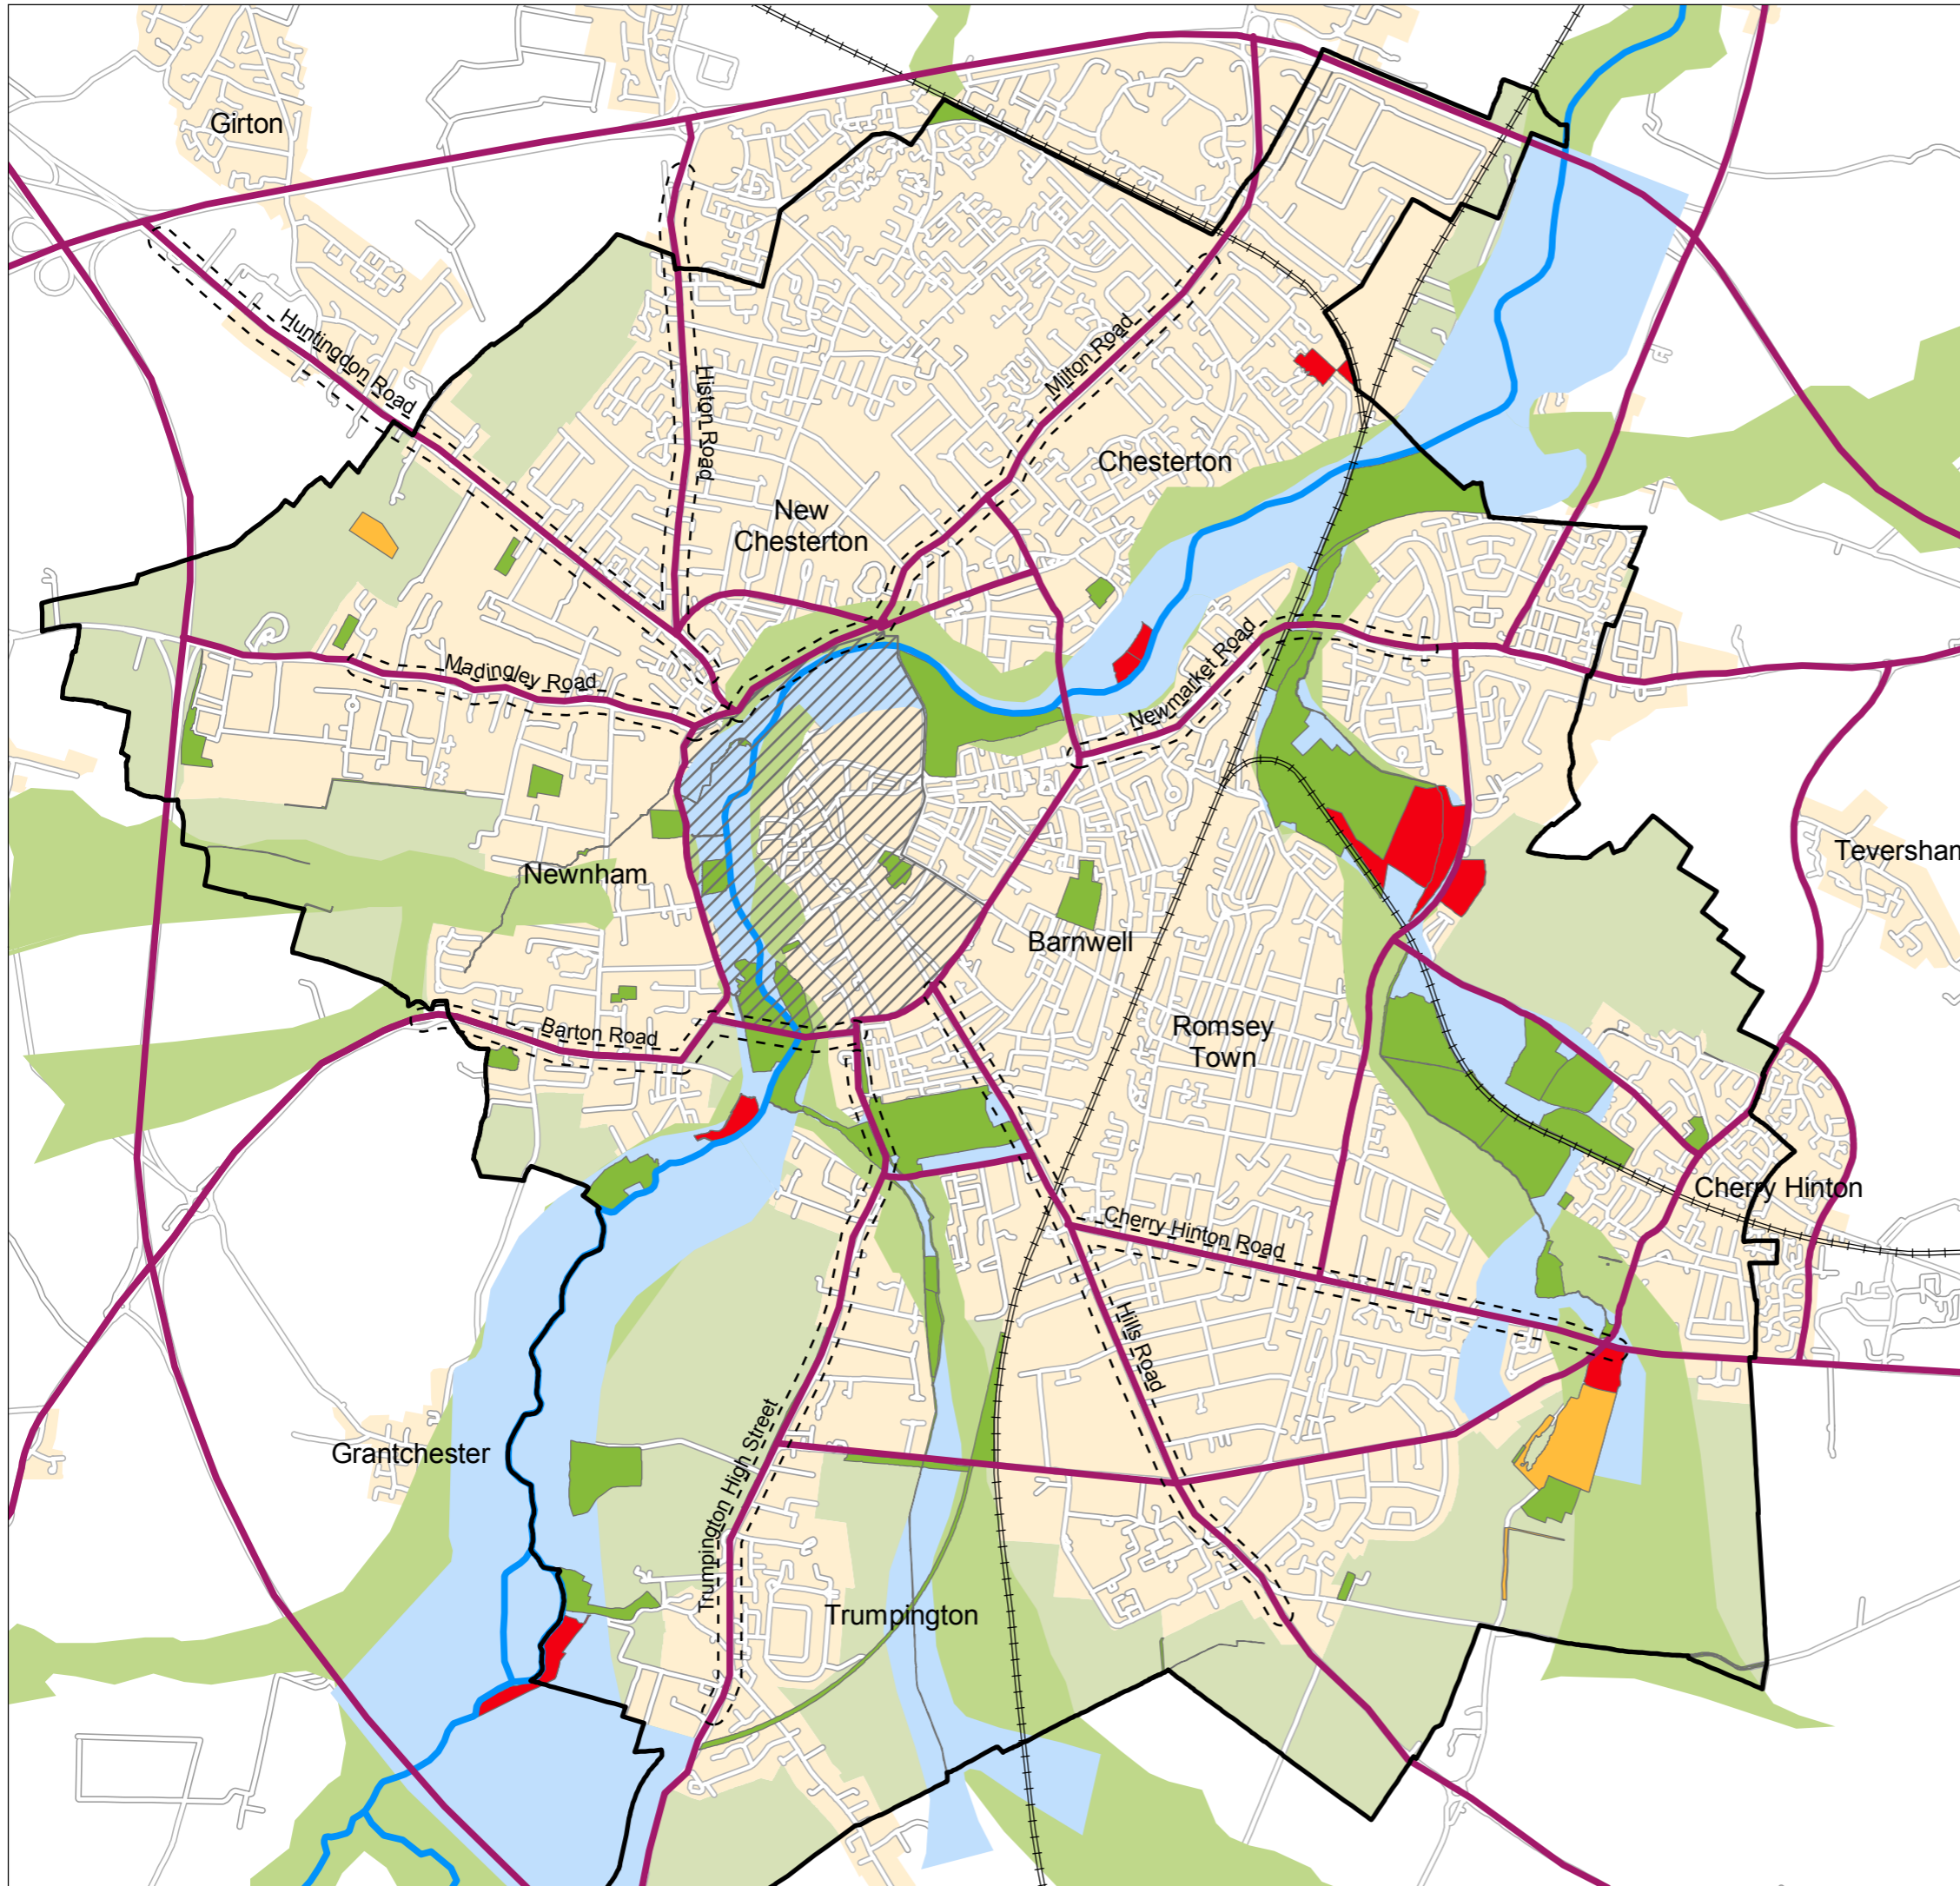 Girton
Huntingdon Road
Histon Road
Milton Road
Chesterton
New
Chesterton
Madingley Road
Newmarket Road
Teversham
Newnham
Barnwell
Barton Road
Romsey
Town
Cherry Hinton
Cherry Hinton Road
Hills Road
Grantchester
Trumpington High Street
Trumpington